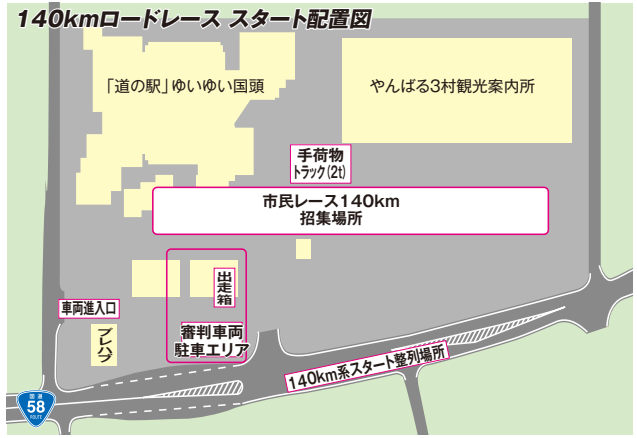 140kmロードレース スタート配置図
「道の駅」ゆいゆい国頭
やんばる3村観光案内所
手荷物
トラック(2t)
市民レース140km
招集場所
出走箱
車両進入口
プレハブ
審判車両
駐車エリア
140km系スタート整列場所
国道
58
ROUTE